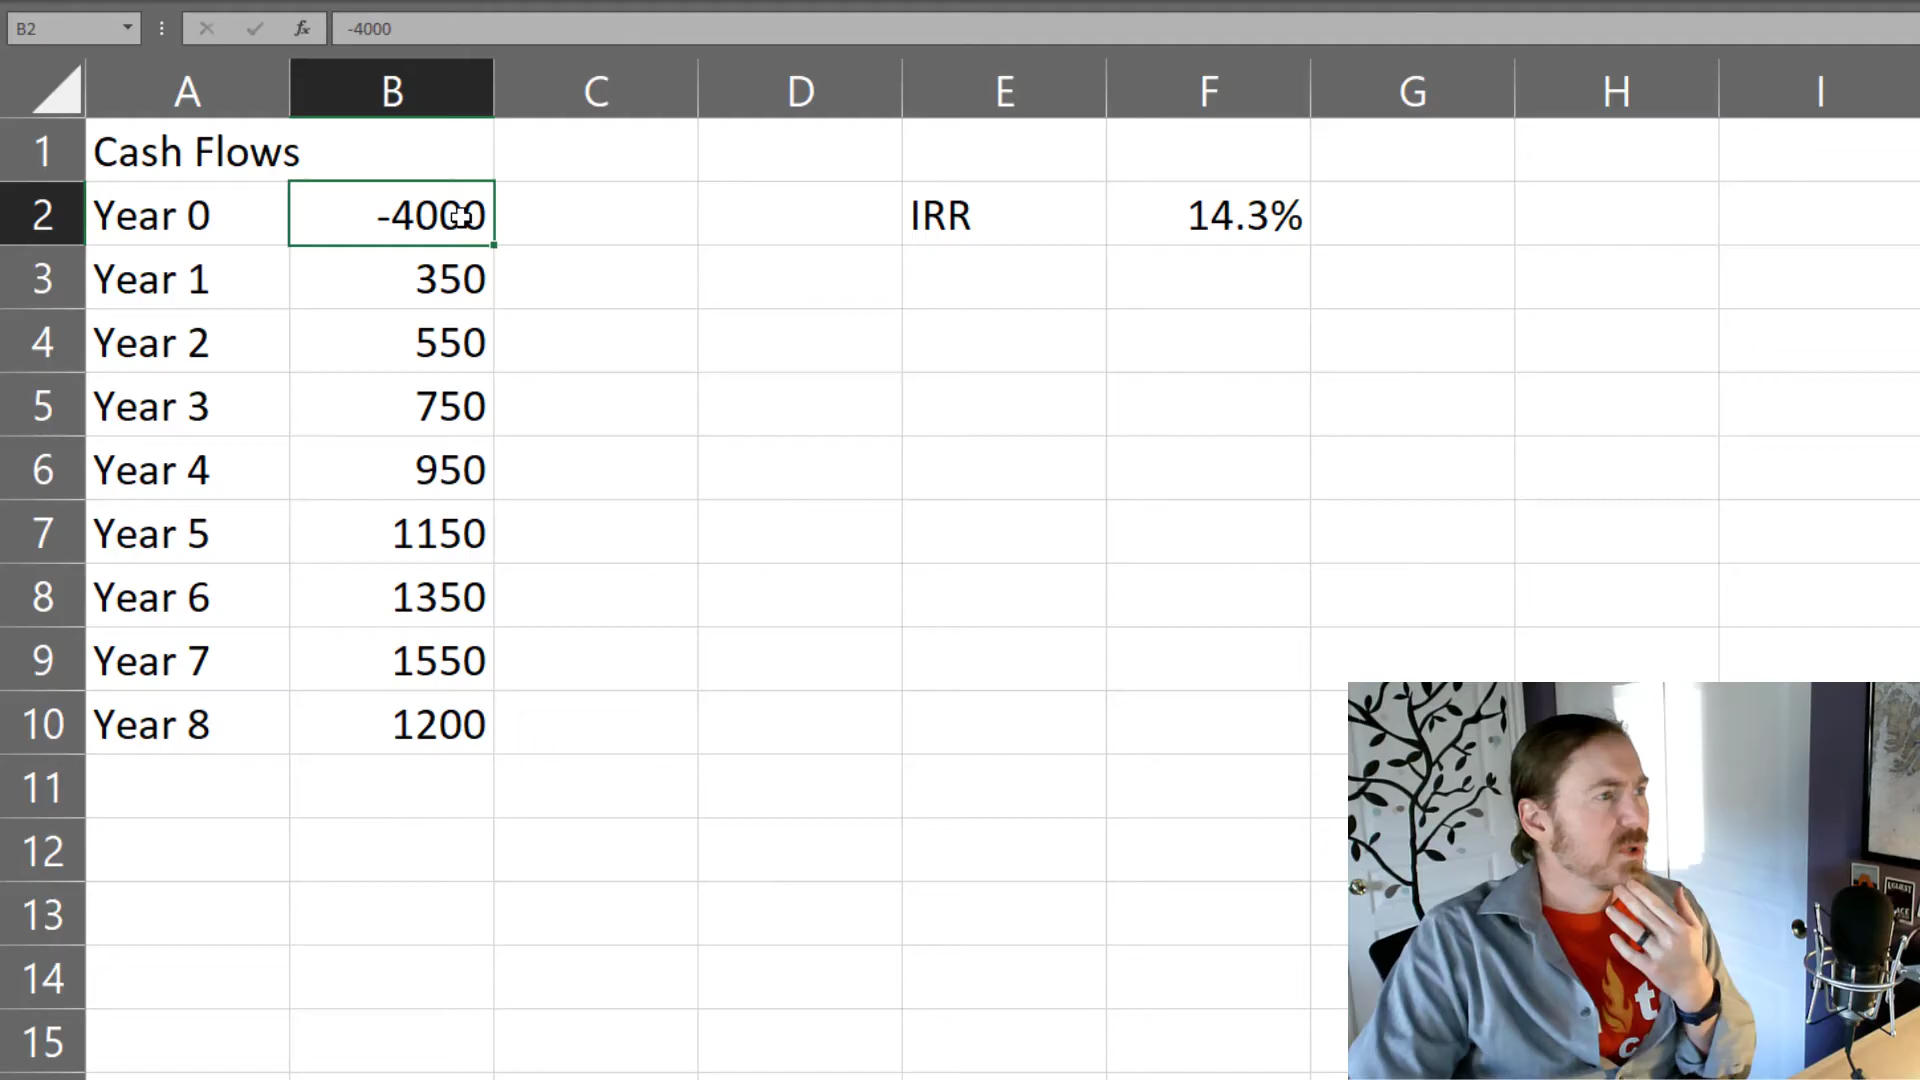 B2 fx -4000
A B C D E F G H I
1 Cash Flows
2 Year 0 -4000 IRR 14.3%
3 Year 1 350
4 Year 2 550
5 Year 3 750
6 Year 4 950
7 Year 5 1150
8 Year 6 1350
9 Year 7 1550
10 Year 8 1200
11
12
13
14
15